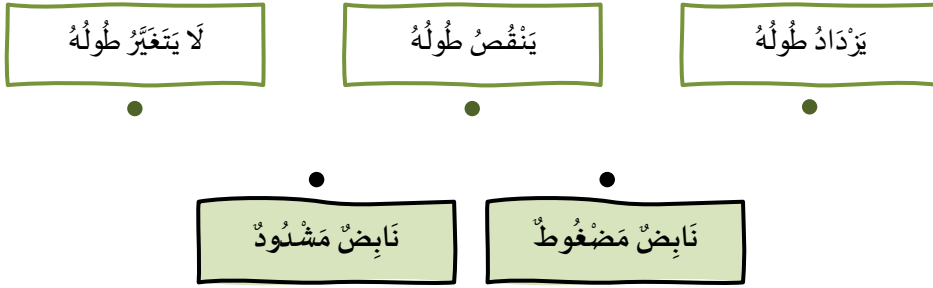 يَزْدَادُ طُولُهُ
يَنْقُصُ طُولُهُ
لَا يَتَغَيَّرُ طُولُهُ
نَابِضٌ مَضْغُوطٌ
نَابِضٌ مَشْدُودٌ